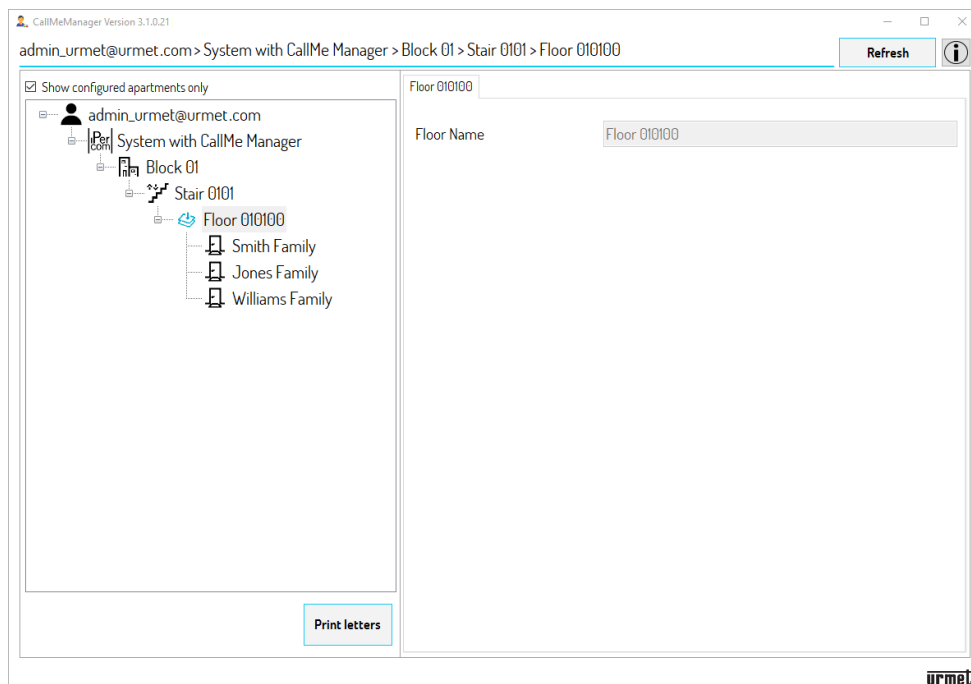 CallMeManager Version 3.1.0.21
admin_urmet@urmet.com> System with CallMe Manager > Block 01 > Stair 0101 > Floor 010100
Refresh
Show configured apartments only
admin_urmet@urmet.com
iPer
com
System with CallMe Manager
Block 01
Stair 0101
Floor 010100
Smith Family
Jones Family
Williams Family
Print letters
Floor 010100
Floor Name
Floor 010100
urmet